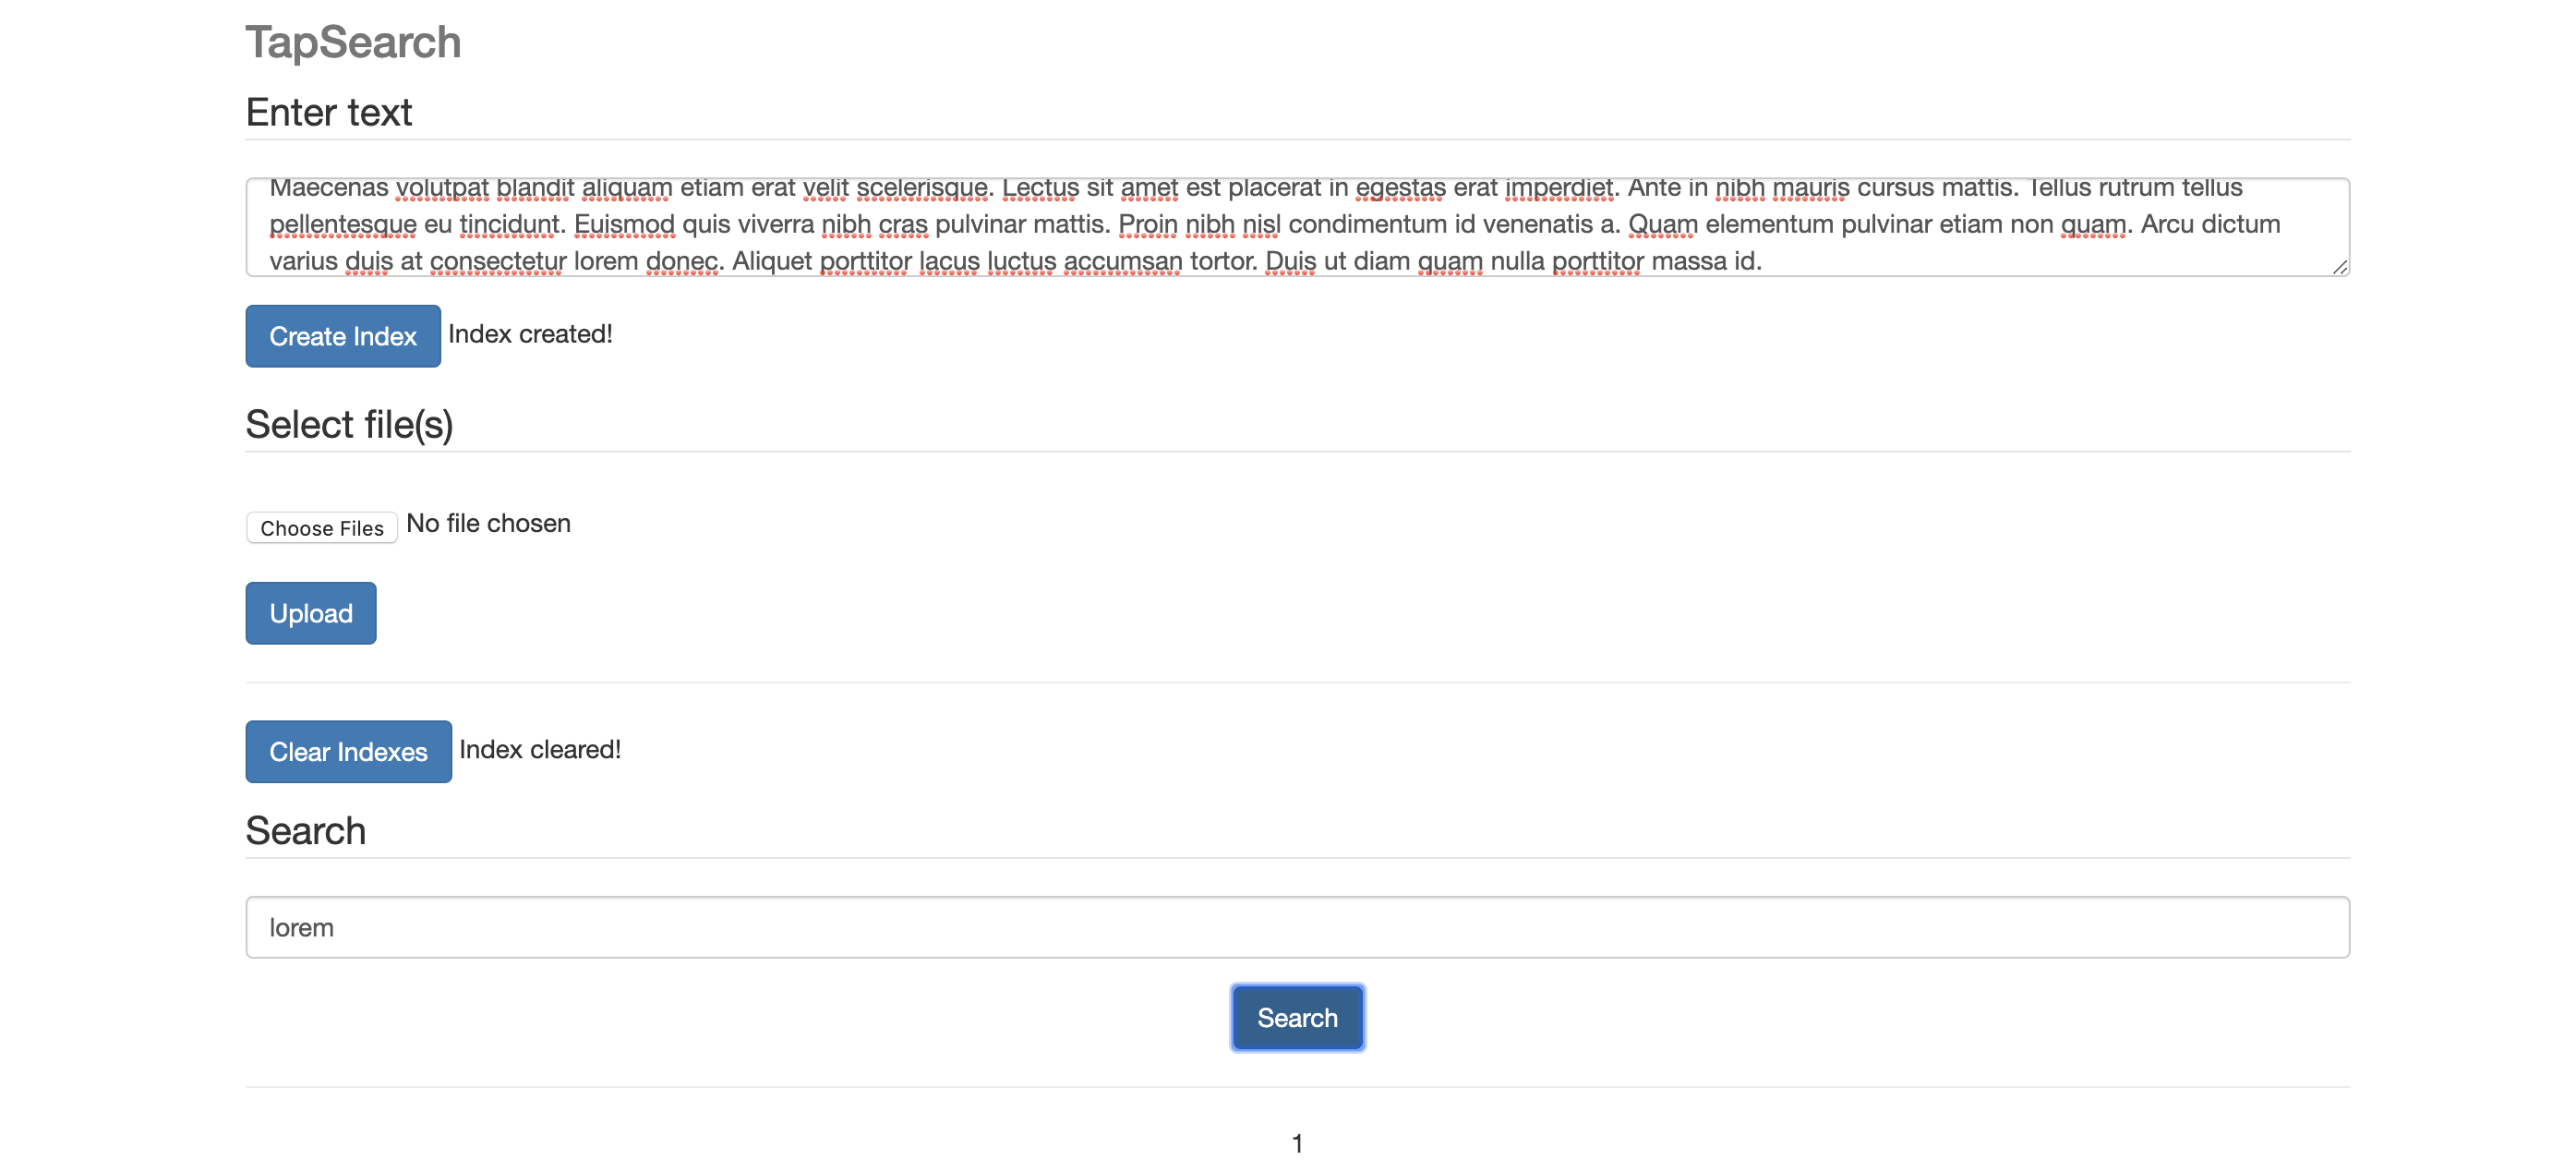 TapSearch
Enter text
Maecenas volutpat blandit aliquam etiam erat velit scelerisque. Lectus sit amet est placerat in egestas erat imperdiet. Ante in nibh mauris cursus mattis. Tellus rutrum tellus
pellentesque eu tincidunt. Euismod quis viverra nibh cras pulvinar mattis. Proin nibh nisl condimentum id venenatis a. Quam elementum pulvinar etiam non quam. Arcu dictum
varius duis at consectetur lorem donec. Aliquet porttitor lacus luctus accumsan tortor. Duis ut diam quam nulla porttitor massa id.
Create Index Index created!
Select file(s)
Choose Files No file chosen
Upload
Clear Indexes Index cleared!
Search
lorem
Search
1